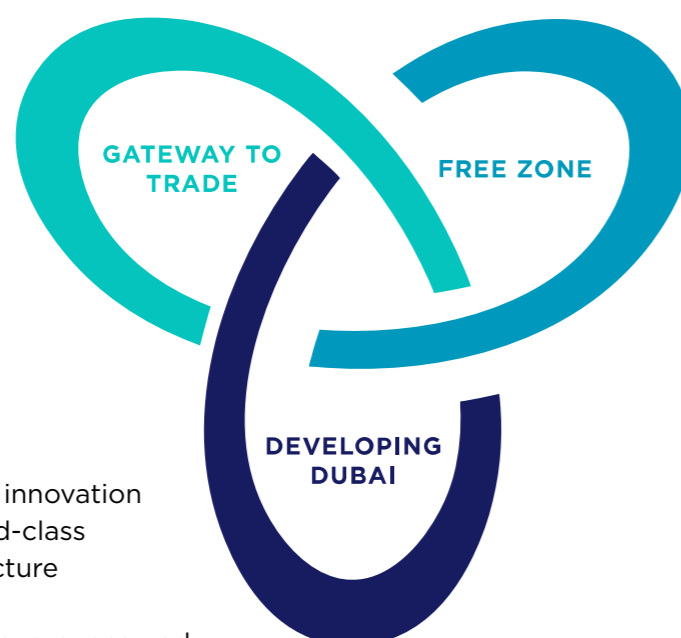 GATEWAY TO
TRADE
FREE ZONE
DEVELOPING
DUBAI
innovation
d-class
cture